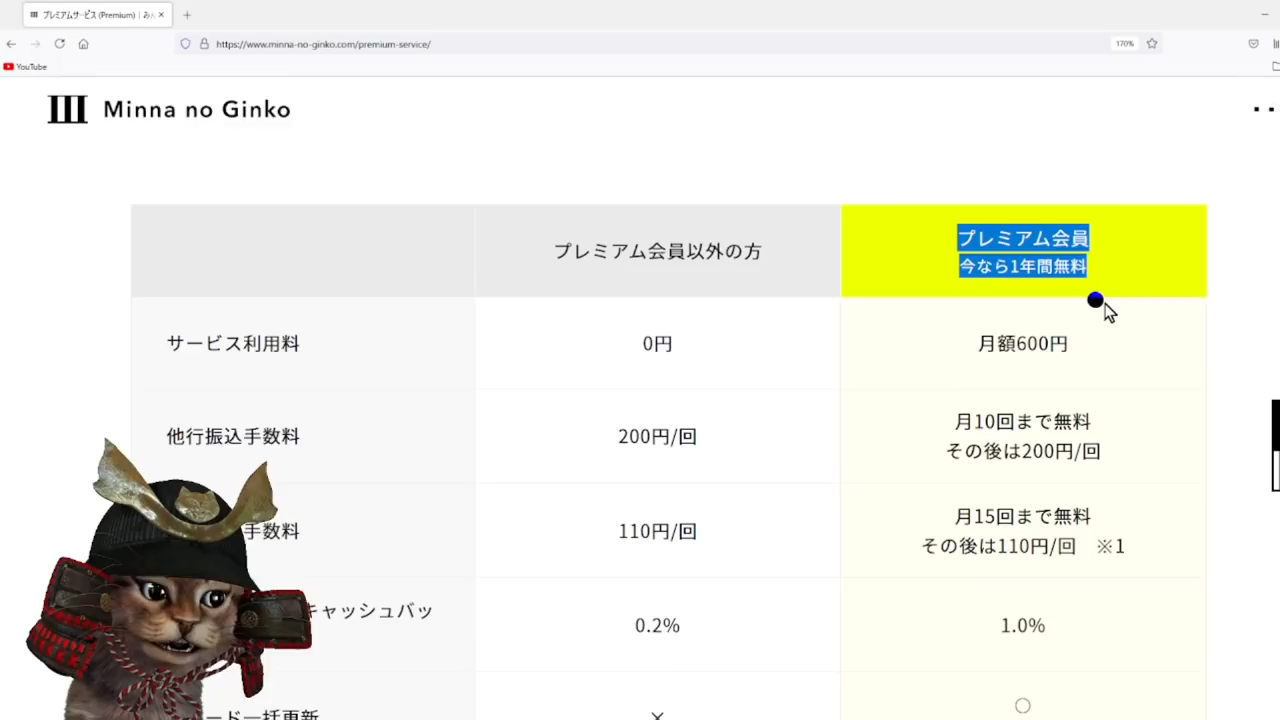 プレミアムサービス (Premium) | みん
YouTube
https://www.minna-no-ginko.com/premium-service/
170%
Minna no Ginko
プレミアム会員以外の方
プレミアム会員
今なら1年間無料
サービス利用料
0円
月額600円
他行振込手数料
200円/回
月10回まで無料
その後は200円/回
手数料
110円/回
月15回まで無料
その後は110円/回 ※1
キャッシュバッ
0.2%
1.0%
ード一括更新
×
○